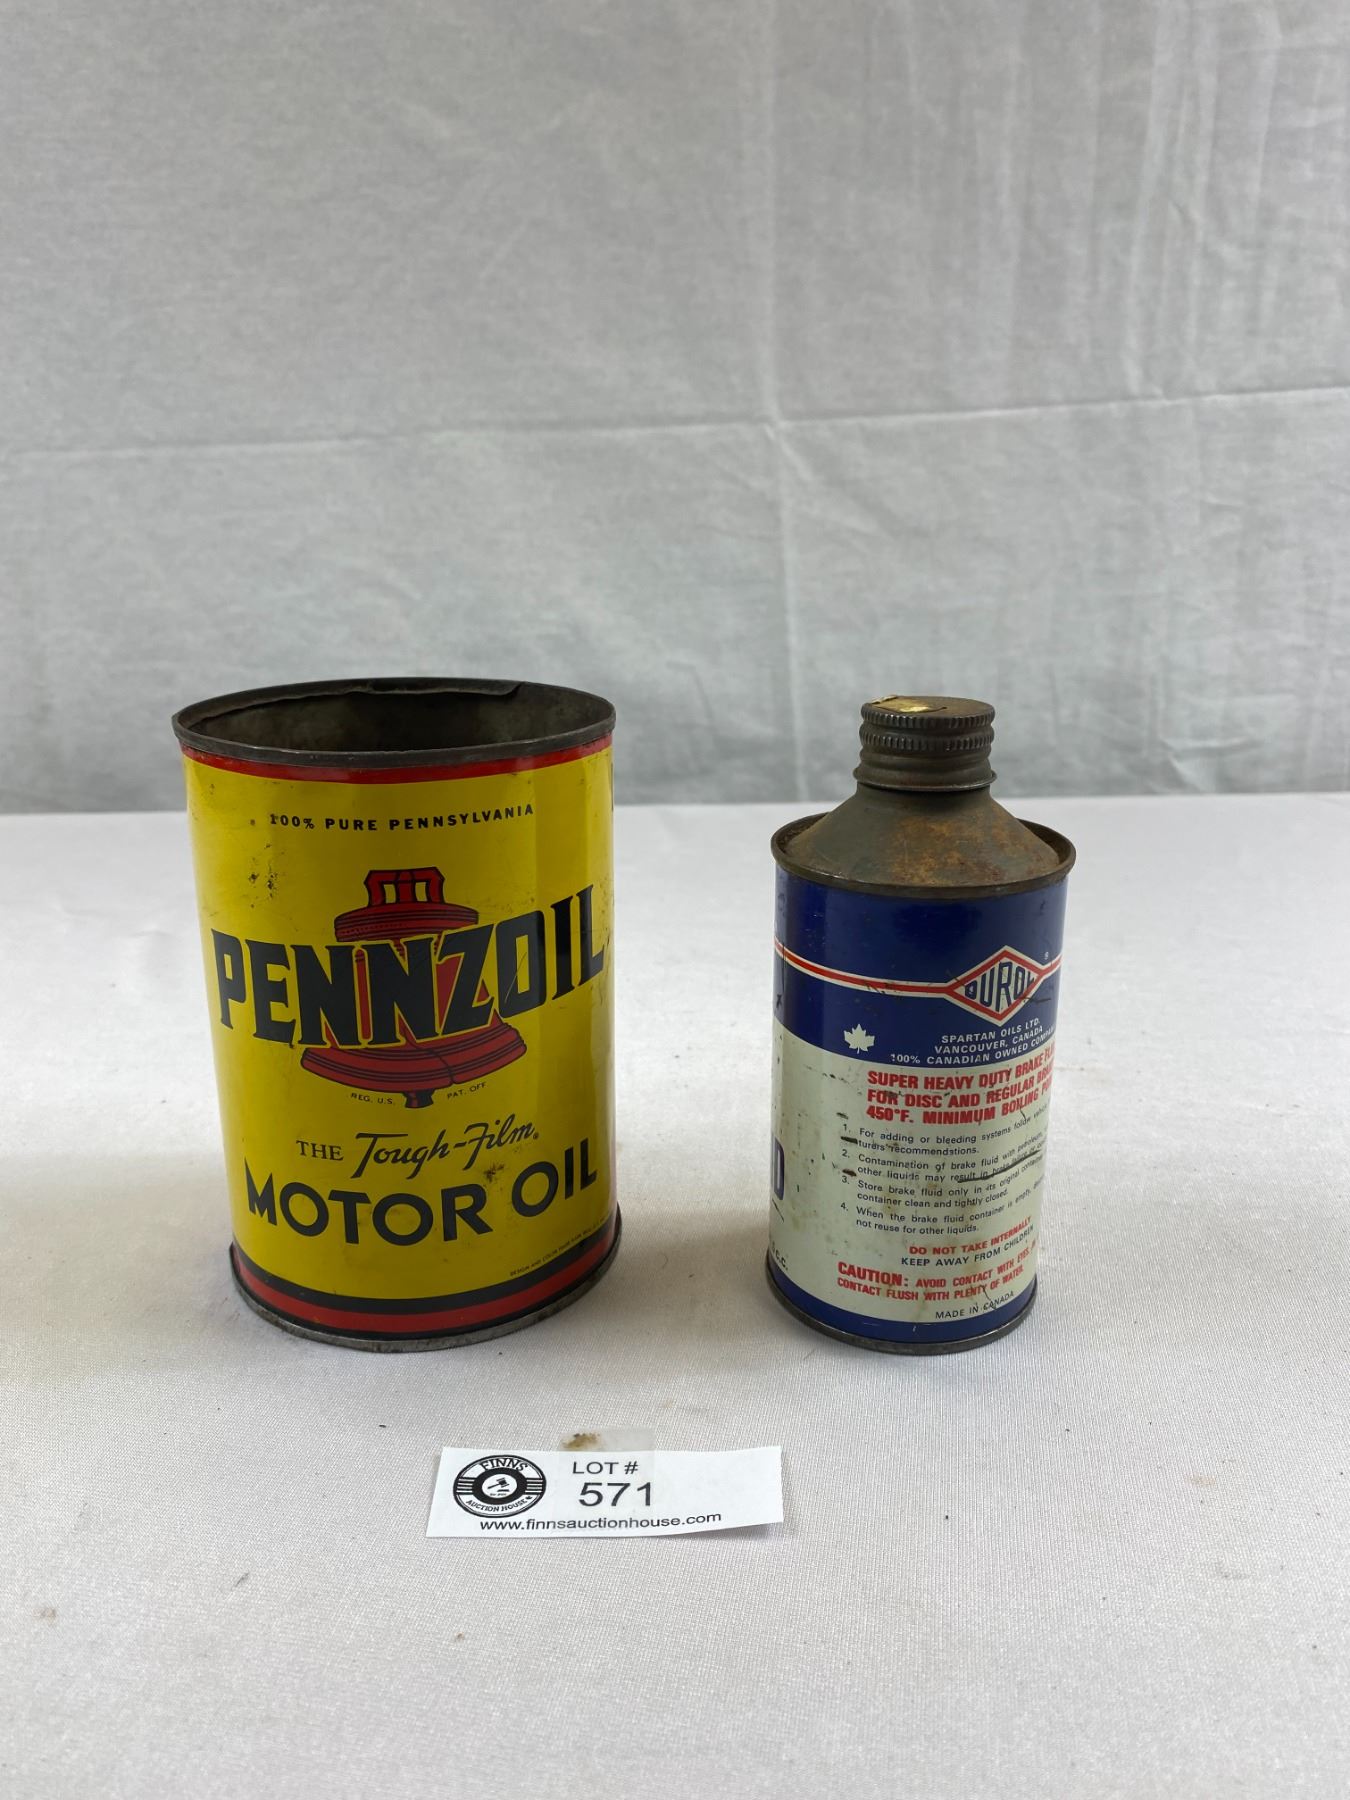 100% PURE PENNSYLVANIA
PENNZOIL
REG. U.S. PAT. OFF
THE Tough-Film®
MOTOR OIL
DUROL ®
SPARTAN OILS LTD.
VANCOUVER, CANADA
100% CANADIAN OWNED COMPANY
SUPER HEAVY DUTY BRAKE
FOR DISC AND REGULAR
450°F. MINIMUM BOILING
1. For adding or bleeding systems follow
recommendations.
2. Contamination of brake fluid with petroleum,
other liquids may result in
3. Store brake fluid only in its original
container clean and tightly closed.
4. When the brake fluid container is empty,
not reuse for other liquids.
DO NOT TAKE INTERNALLY
KEEP AWAY FROM CHILDREN
CAUTION: AVOID CONTACT WITH EYES.
CONTACT FLUSH WITH PLENTY OF WATER.
MADE IN CANADA
D
C.C.
FINNS
AUCTION HOUSE
LOT #
571
www.finnsauctionhouse.com